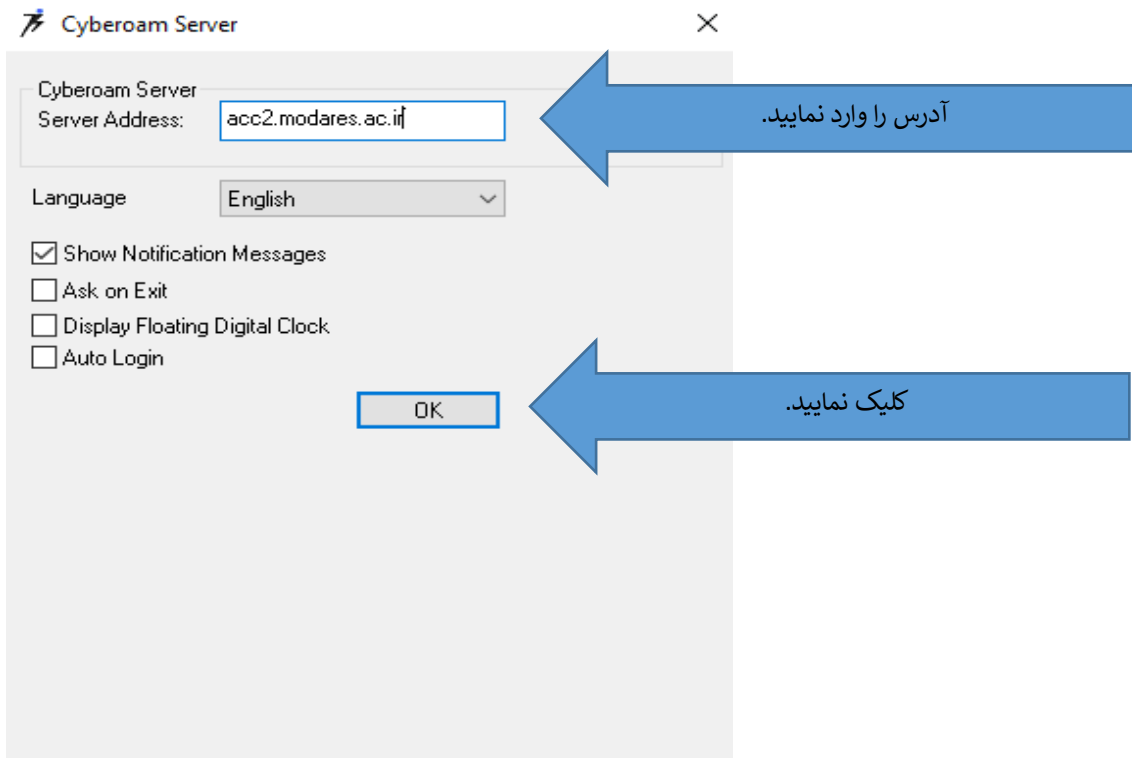 Cyberoam Server
Cyberoam Server
Server Address: acc2.modares.ac.ir
آدرس را وارد نمایید.
Language English
Show Notification Messages
Ask on Exit
Display Floating Digital Clock
Auto Login
OK
کلیک نمایید.